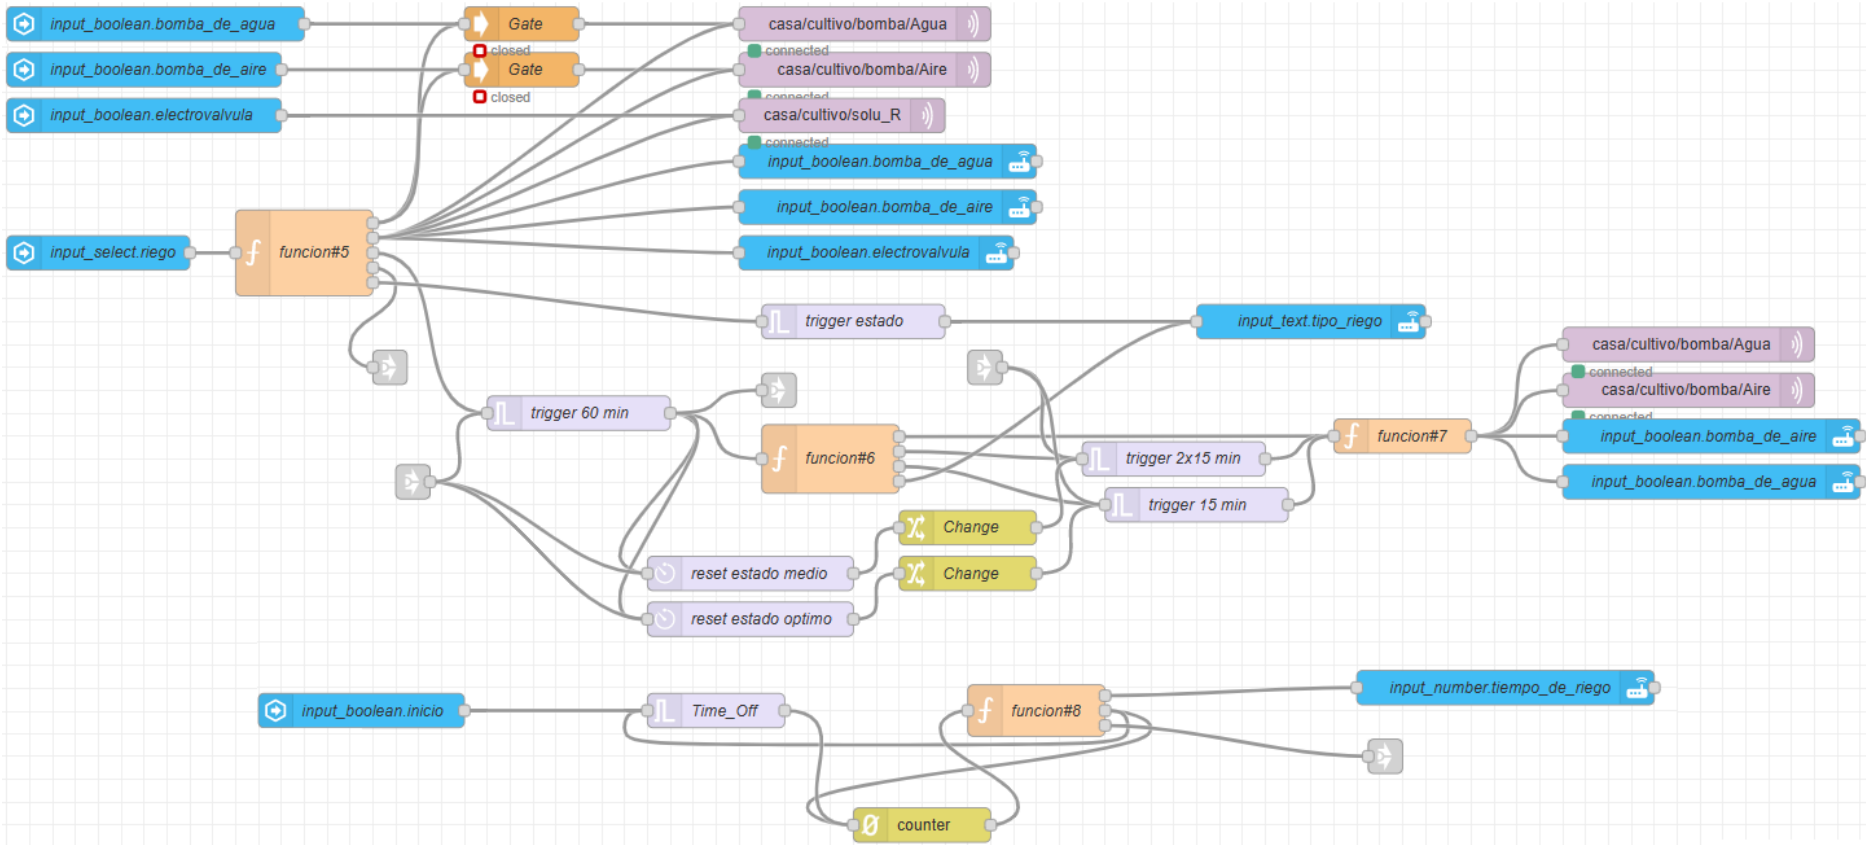 input_boolean.bomba_de_agua
Gate
casa/cultivo/bomba/Agua
closed
connected
input_boolean.bomba_de_aire
Gate
casa/cultivo/bomba/Aire
closed
connected
input_boolean.electrovalvula
casa/cultivo/solu_R
connected
input_boolean.bomba_de_agua
input_boolean.bomba_de_aire
input_select.riego
funcion#5
input_boolean.electrovalvula
trigger estado
input_text.tipo_riego
casa/cultivo/bomba/Agua
connected
casa/cultivo/bomba/Aire
connected
trigger 60 min
funcion#6
trigger 2x15 min
funcion#7
input_boolean.bomba_de_aire
input_boolean.bomba_de_agua
trigger 15 min
Change
reset estado medio
Change
reset estado optimo
input_boolean.inicio
Time_Off
funcion#8
input_number.tiempo_de_riego
counter